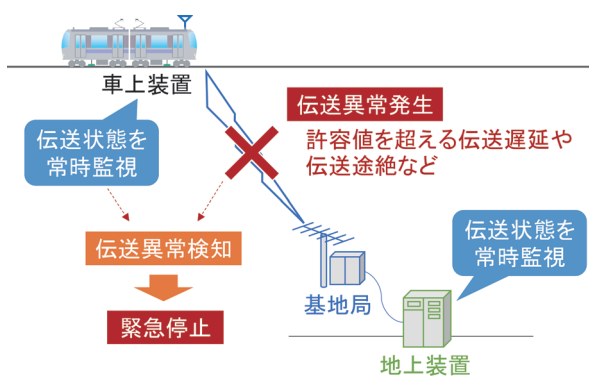 車上装置
伝送異常発生
許容値を超える伝送遅延や
伝送途絶など
伝送状態を
常時監視
伝送異常検知
緊急停止
伝送状態を
常時監視
基地局
地上装置